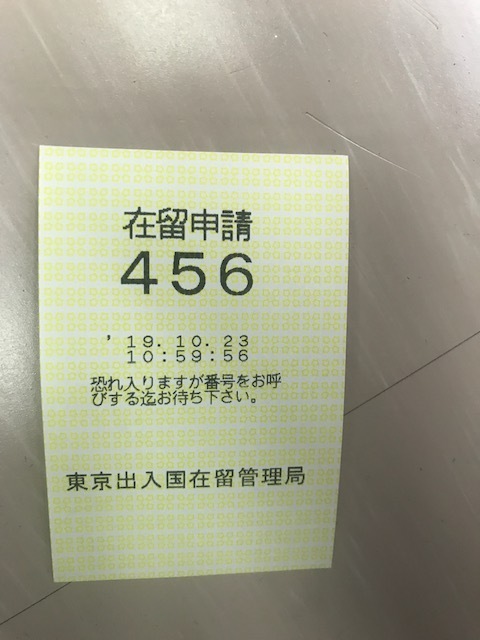 在留申請
456
'19.10.23
10:59:56
恐れ入りますが番号をお呼
びする迄お待ち下さい。
東京出入国在留管理局